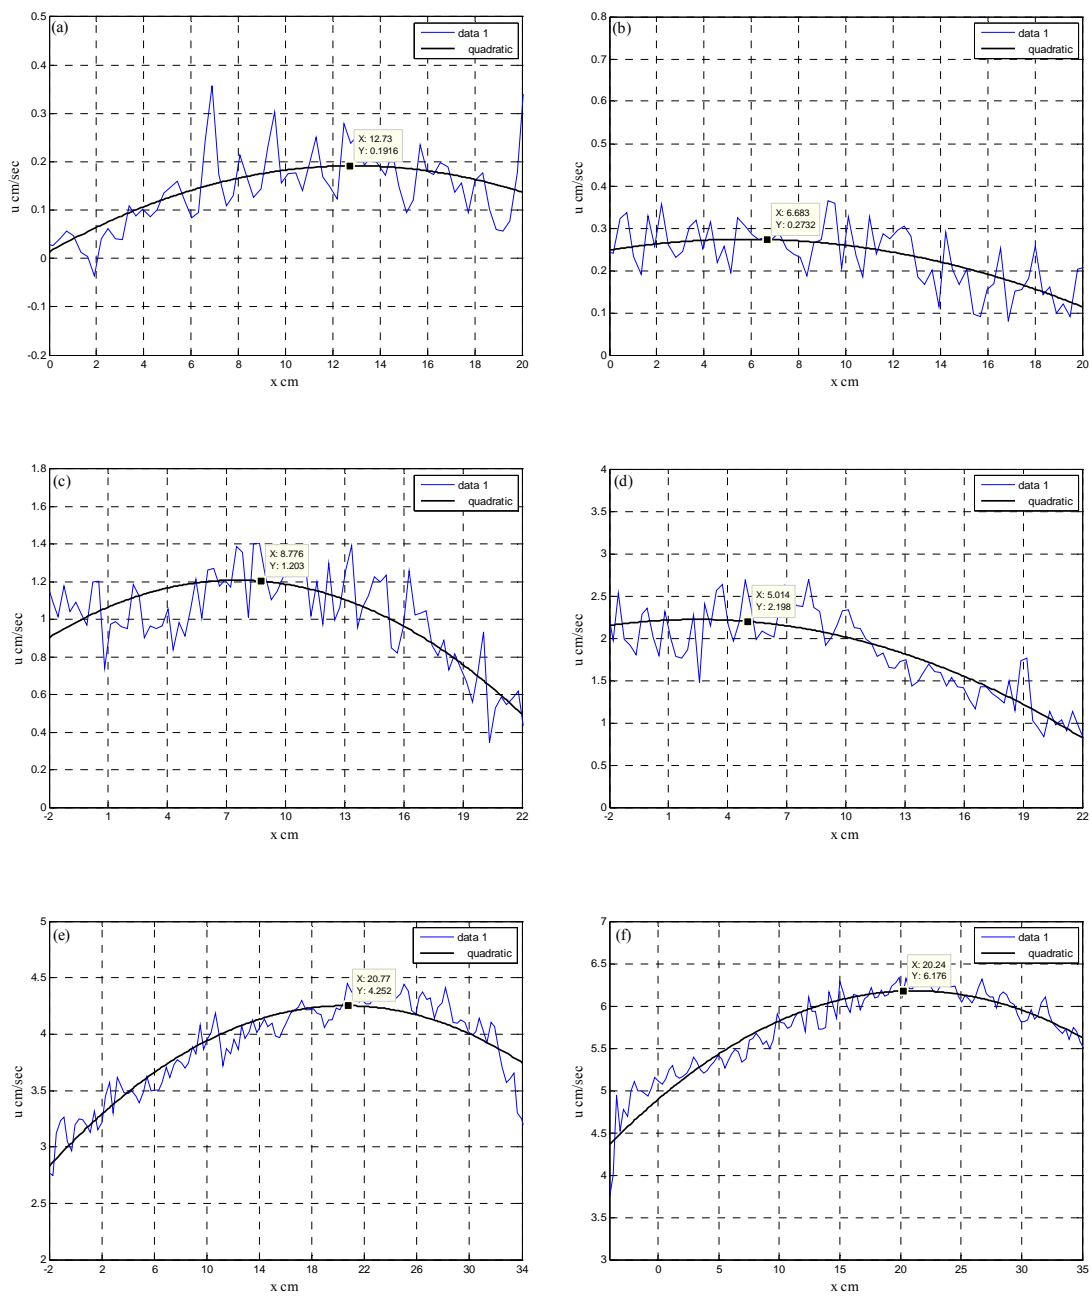 (a)
data 1
quadratic
X: 12.73
Y: 0.1916
0.5
0.4
0.3
0.2
0.1
0
-0.1
-0.2
u cm/sec
0 2 4 6 8 10 12 14 16 18 20
x cm
(b)
data 1
quadratic
X: 6.683
Y: 0.2732
0.8
0.7
0.6
0.5
0.4
0.3
0.2
0.1
0
u cm/sec
0 2 4 6 8 10 12 14 16 18 20
x cm
(c)
data 1
quadratic
X: 8.776
Y: 1.203
1.8
1.6
1.4
1.2
1
0.8
0.6
0.4
0.2
0
u cm/sec
-2 1 4 7 10 13 16 19 22
x cm
(d)
data 1
quadratic
X: 5.014
Y: 2.198
4
3.5
3
2.5
2
1.5
1
0.5
0
u cm/sec
-2 1 4 7 10 13 16 19 22
x cm
(e)
data 1
quadratic
X: 20.77
Y: 4.252
5
4.5
4
3.5
3
2.5
2
u cm/sec
-2 2 6 10 14 18 22 26 30 34
x cm
(f)
data 1
quadratic
X: 20.24
Y: 6.176
7
6.5
6
5.5
5
4.5
4
3.5
3
u cm/sec
0 5 10 15 20 25 30 35
x cm